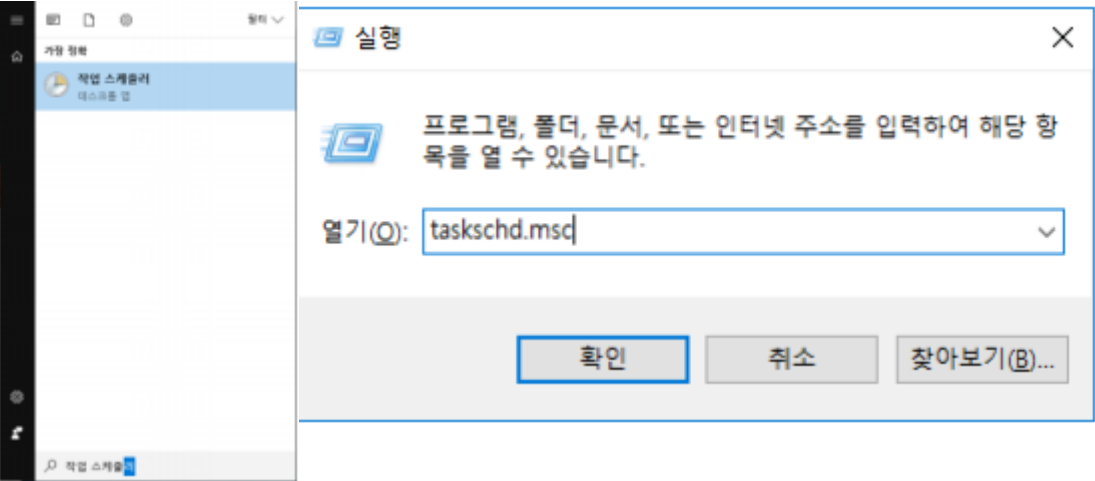 필터
가장 정확
작업 스케줄러
데스크톱 앱
작업 스케줄러
실행
프로그램, 폴더, 문서, 또는 인터넷 주소를 입력하여 해당 항
목을 열 수 있습니다.
열기(O): taskschd.msc
확인 취소 찾아보기(B)...